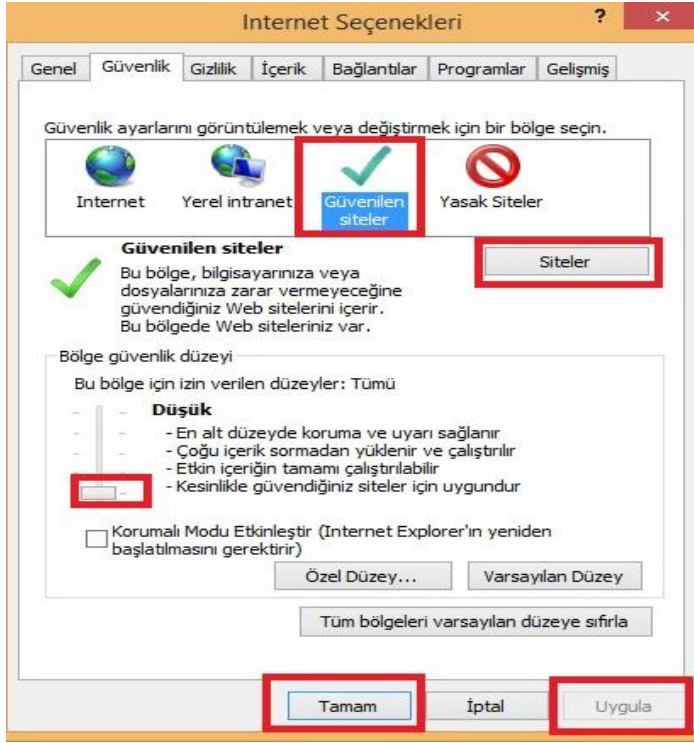 Internet Seçenekleri
?
×
Genel Güvenlik Gizlilik İçerik Bağlantılar Programlar Gelişmiş
Güvenlik ayarlarını görüntülemek veya değiştirmek için bir bölge seçin.
Internet Yerel intranet Güvenilen siteler Yasak Siteler
Güvenilen siteler
Siteler
Bu bölge, bilgisayarınıza veya
dosyalarınıza zarar vermeyeceğine
güvendiğiniz Web sitelerini içerir.
Bu bölgede Web siteleriniz var.
Bölge güvenlik düzeyi
Bu bölge için izin verilen düzeyler: Tümü
Düşük
- En alt düzeyde koruma ve uyarı sağlanır
- Çoğu içerik sormadan yüklenir ve çalıştırılır
- Etkin içeriğin tamamı çalıştırılabilir
- Kesinlikle güvendiğiniz siteler için uygundur
Korumalı Modu Etkinleştir (Internet Explorer'ın yeniden
başlatılmasını gerektirir)
Özel Düzey... Varsayılan Düzey
Tüm bölgeleri varsayılan düzeye sıfırla
Tamam İptal Uygula